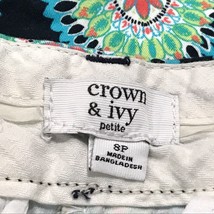 crown
& ivy
petite
8P
MADE IN
BANGLADESH